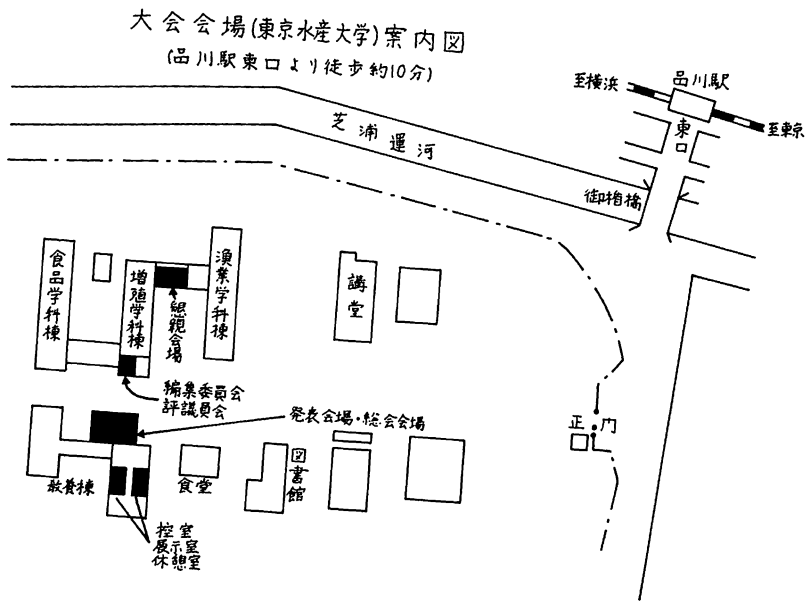 大会会場(東京水産大学)案内図
(品川駅東口より徒歩約10分)
至横浜
品川駅
至東京
東口
芝浦運河
御楯橋
食品学科棟
増殖学科棟
懇親会場
漁業学科棟
講堂
編集委員会
評議員会
発表会場・総会会場
正門
教養棟
食堂
図書館
控室
展示室
休憩室